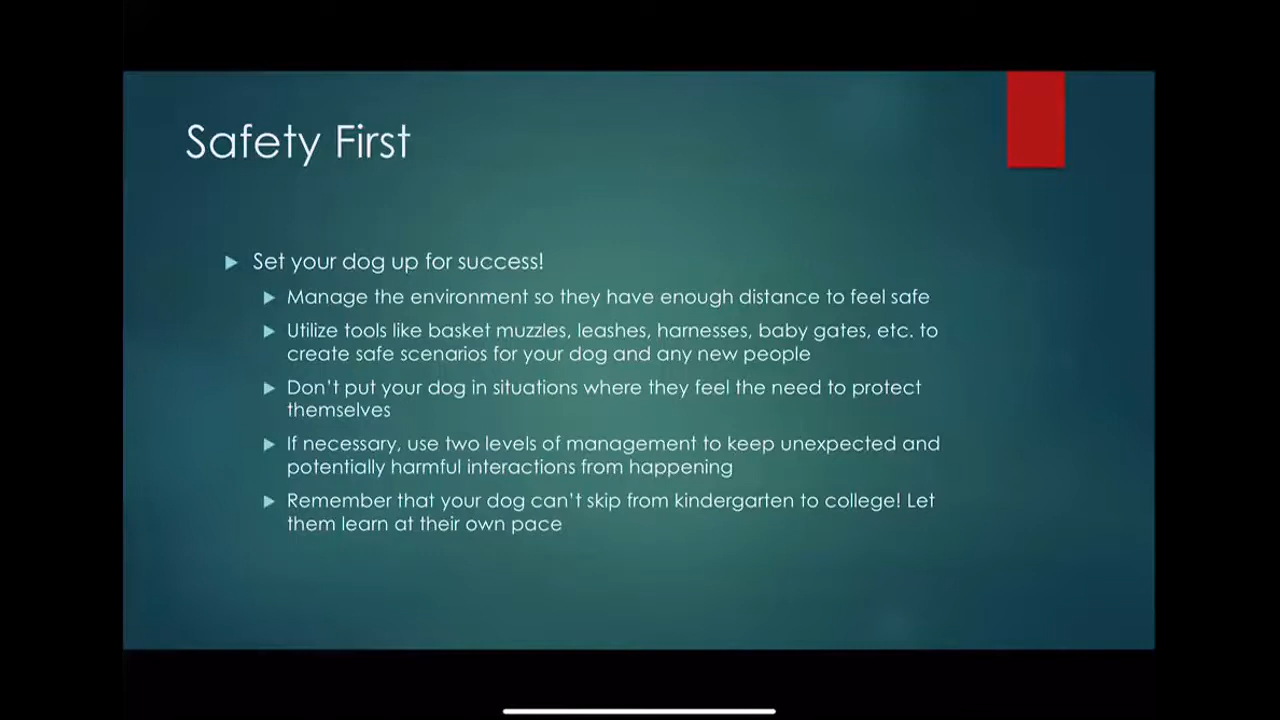 Safety First
Set your dog up for success!
Manage the environment so they have enough distance to feel safe
Utilize tools like basket muzzles, leashes, harnesses, baby gates, etc. to
create safe scenarios for your dog and any new people
Don't put your dog in situations where they feel the need to protect
themselves
If necessary, use two levels of management to keep unexpected and
potentially harmful interactions from happening
Remember that your dog can't skip from kindergarten to college! Let
them learn at their own pace